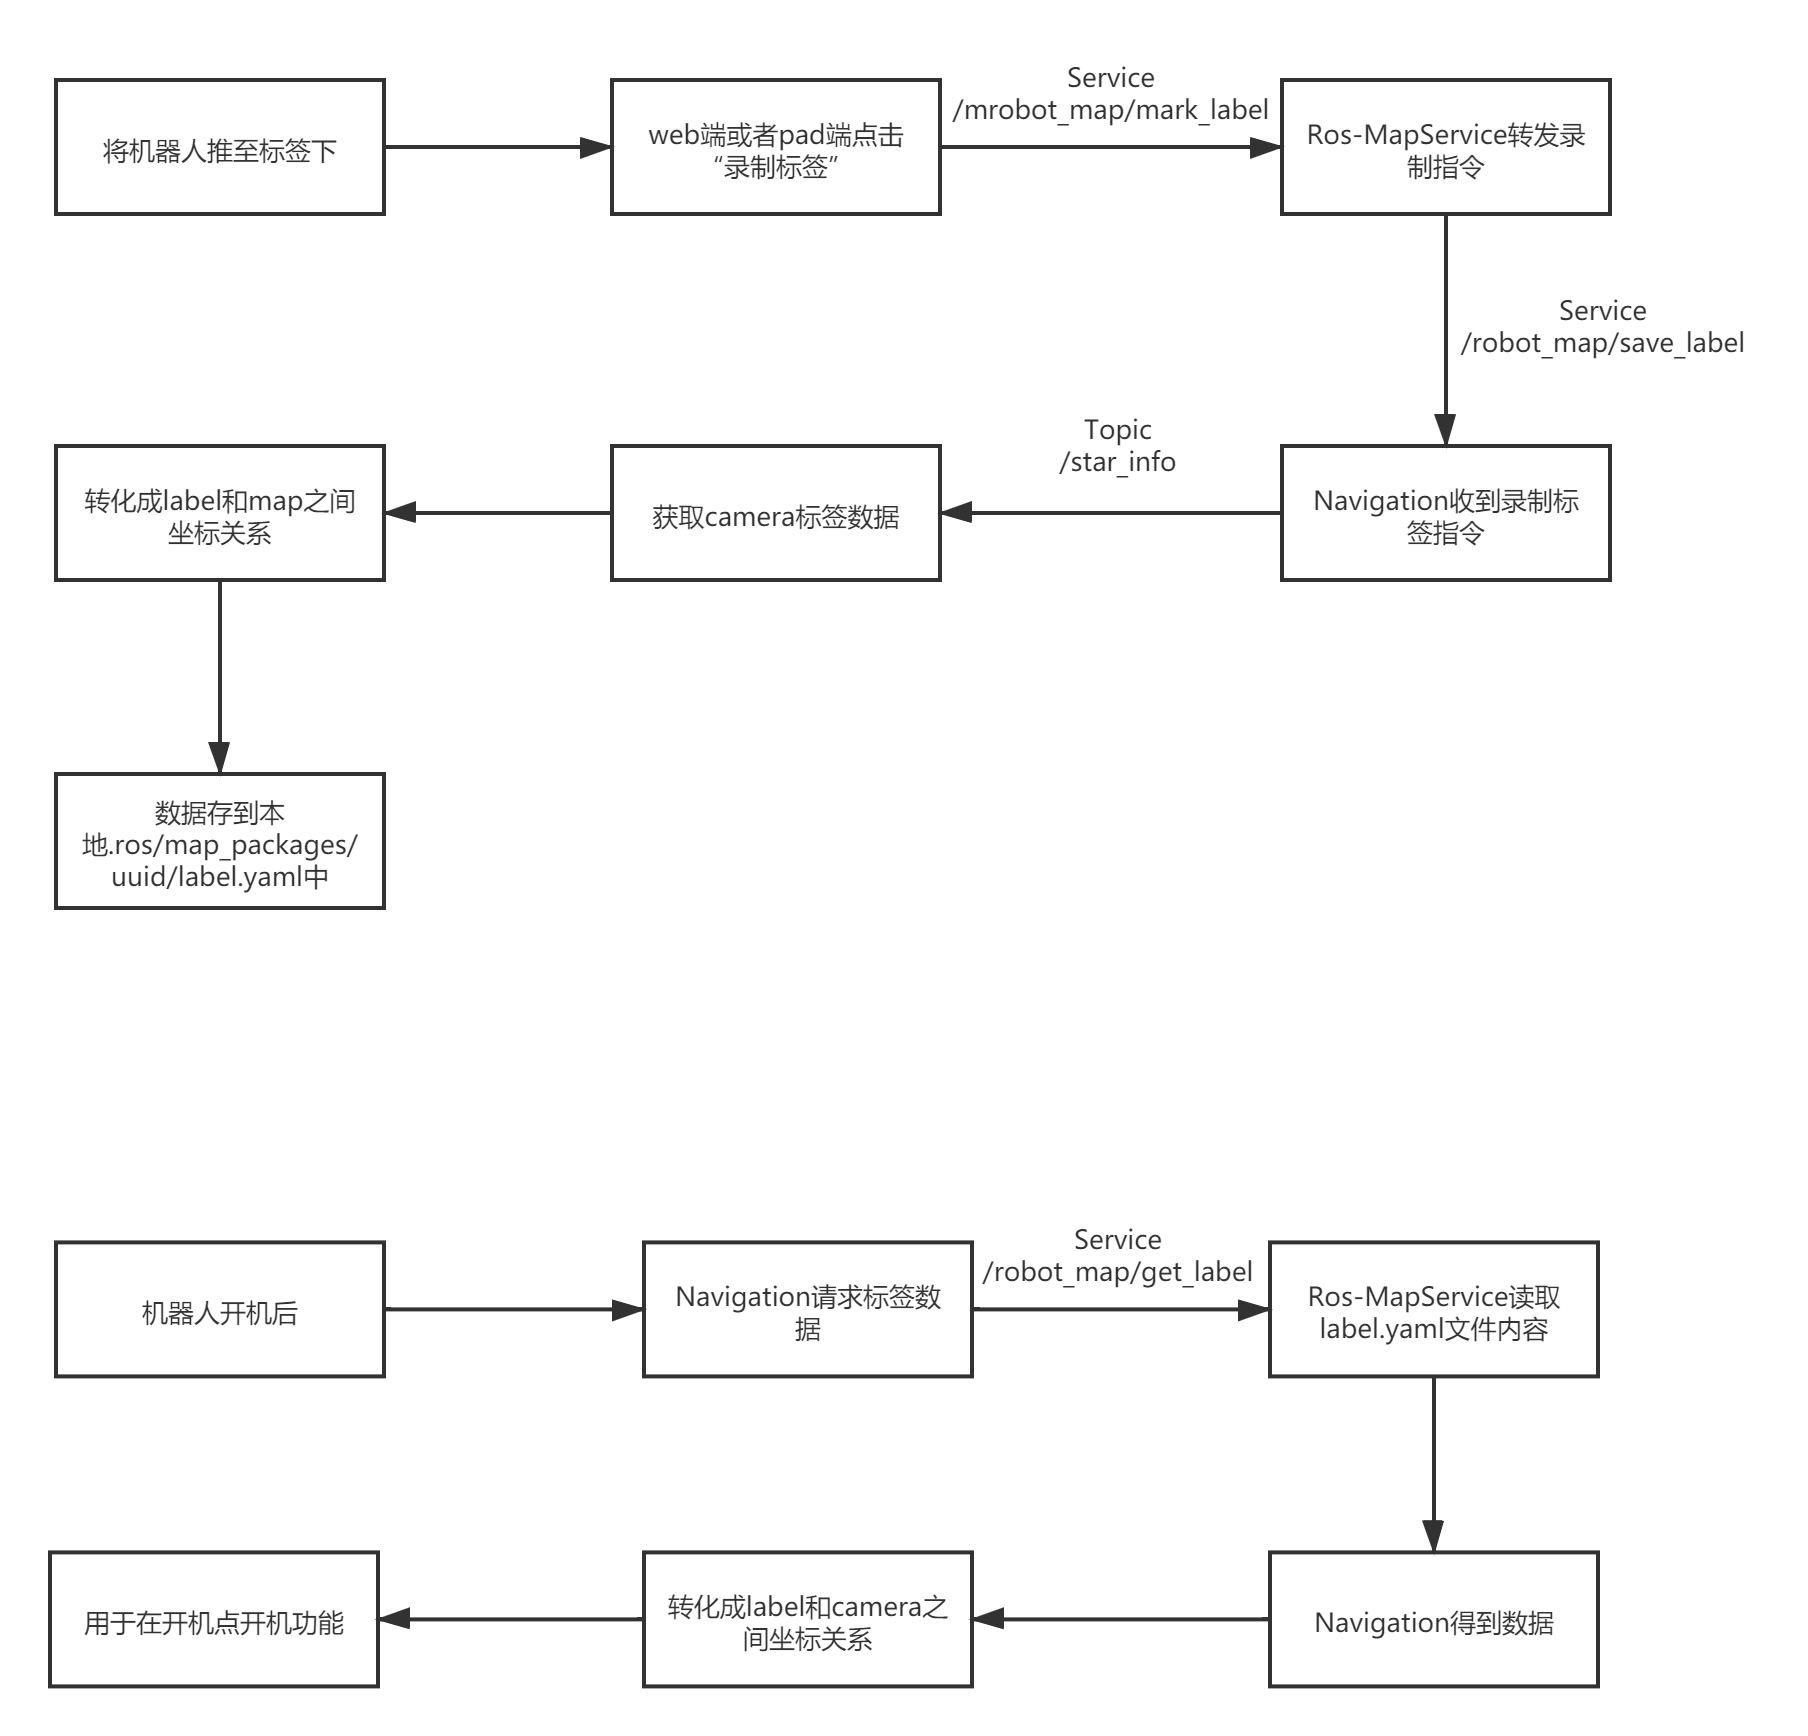 将机器人推至标签下
web端或者pad端点击
“录制标签”
Service
/mrobot_map/mark_label
Ros-MapService转发录
制指令
Service
/robot_map/save_label
Navigation收到录制标
签指令
Topic
/star_info
获取camera标签数据
转化成label和map之间
坐标关系
数据存到本
地.ros/map_packages/
uuid/label.yaml中
机器人开机后
Navigation请求标签数
据
Service
/robot_map/get_label
Ros-MapService读取
label.yaml文件内容
Navigation得到数据
转化成label和camera之
间坐标关系
用于在开机点开机功能